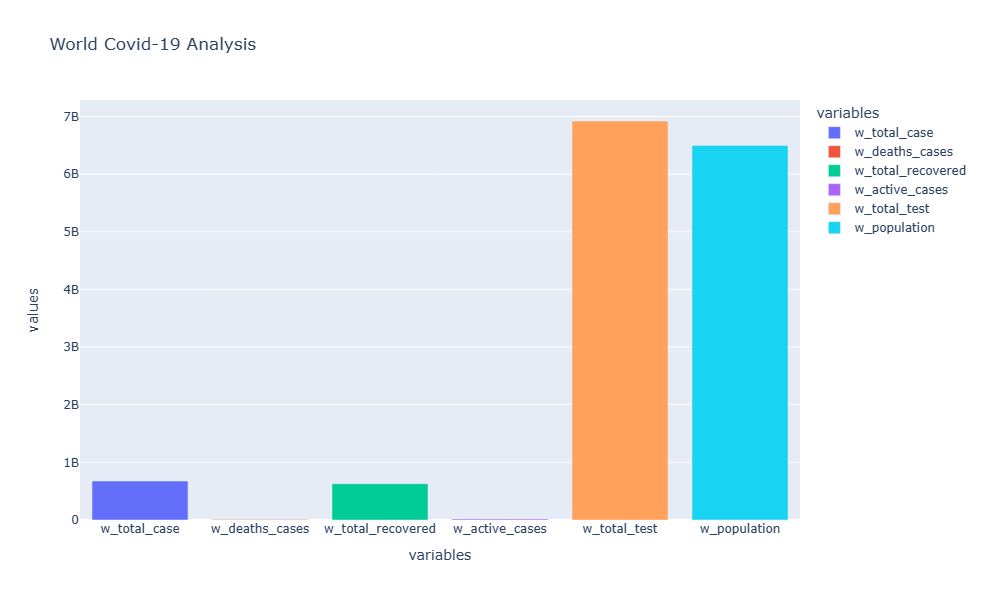 World Covid-19 Analysis
values
7B
6B
5B
4B
3B
2B
1B
0
w_total_case
w_deaths_cases
w_total_recovered
w_active_cases
w_total_test
w_population
variables
variables
w_total_case
w_deaths_cases
w_total_recovered
w_active_cases
w_total_test
w_population